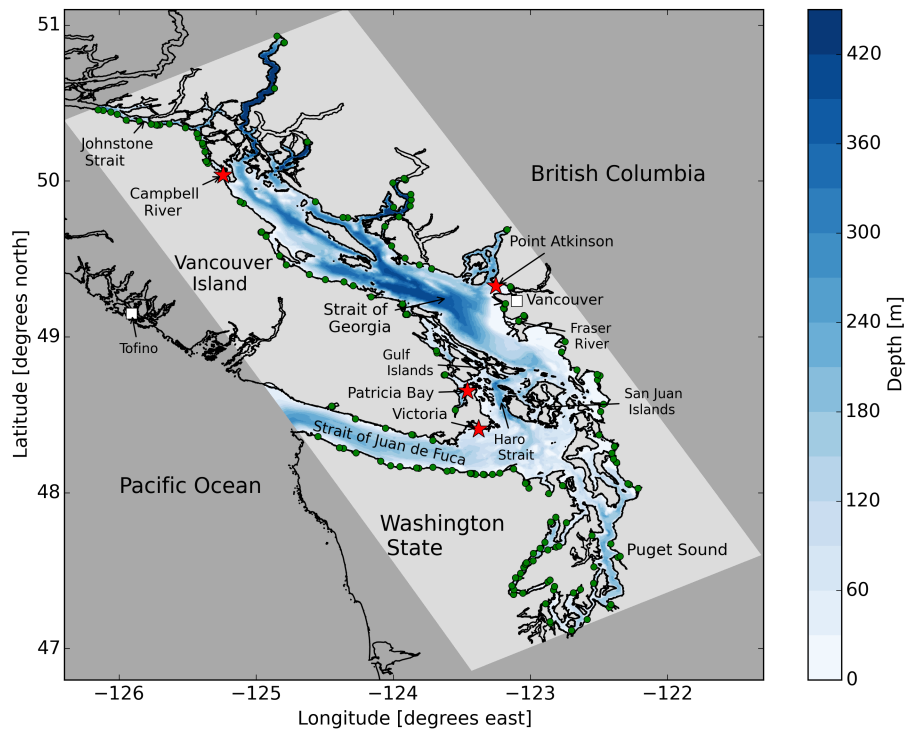 51
50
49
48
47
−126
−125
−124
−123
−122
Latitude [degrees north]
Longitude [degrees east]
Johnstone
Strait
Campbell
River
British Columbia
Point Atkinson
Vancouver
Island
Vancouver
Strait of
Georgia
Fraser
River
Tofino
Gulf
Islands
Patricia Bay
San Juan
Islands
Victoria
Haro
Strait
Strait of Juan de Fuca
Pacific Ocean
Washington
State
Puget Sound
420
360
300
240
180
120
60
0
Depth [m]